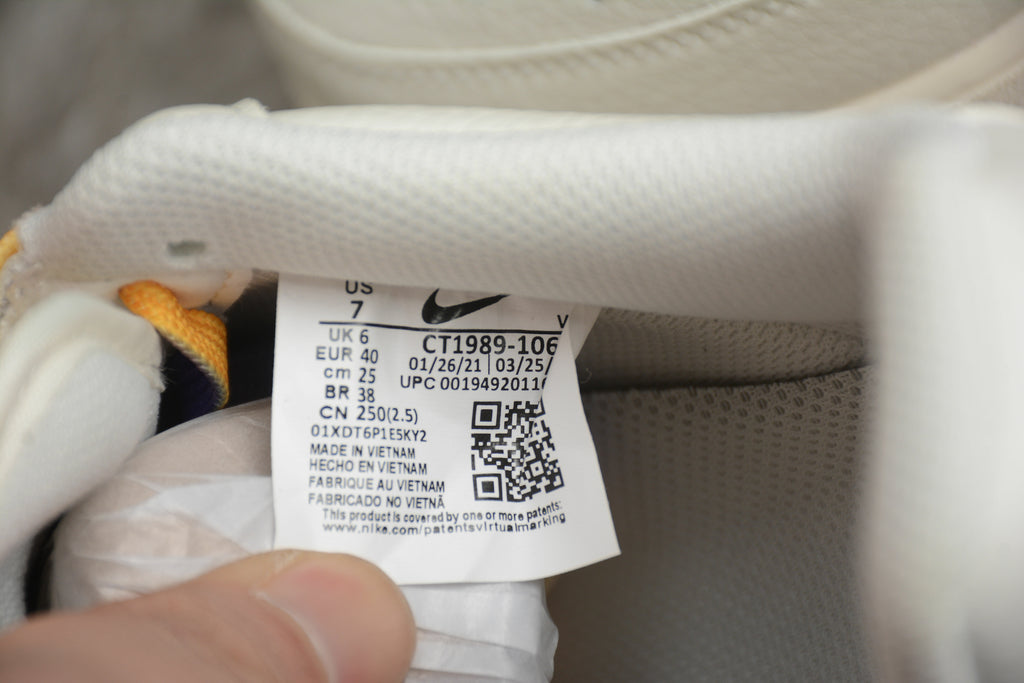 US
7
V
UK 6
EUR 40
cm 25
BR 38
CN 250(2.5)
CT1989-106
01/26/21 03/25/
UPC 0019492011
01XDT6P1E5KY2
MADE IN VIETNAM
HECHO EN VIETNAM
FABRIQUE AU VIETNAM
FABRICADO NO VIETNÃ
This product is covered by one or more patents:
www.nike.com/patentsvirtualmarking